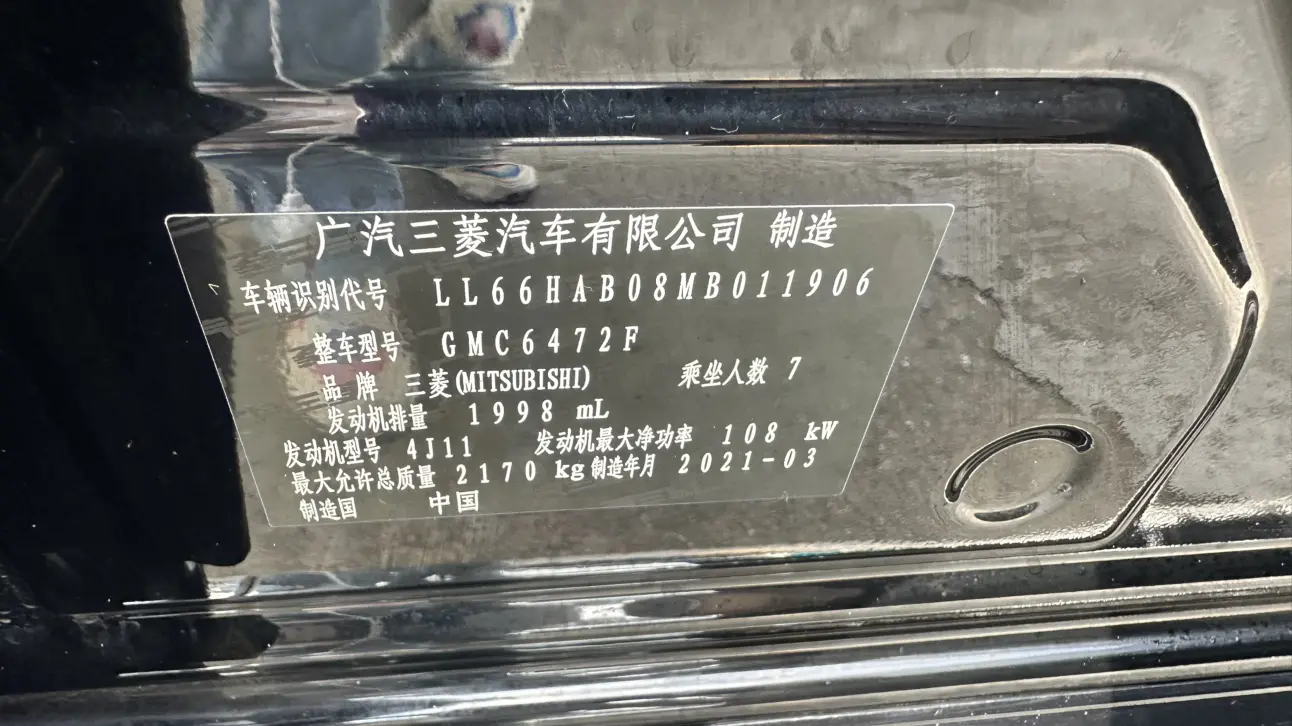 广汽三菱汽车有限公司 制造
车辆识别代号 LL66HAB08MB011906
整车型号 GMC6472F
品 牌 三菱(MITSUBISHI) 乘坐人数 7
发动机排量 1998 mL
发动机型号 4J11 发动机最大净功率 108 kW
最大允许总质量 2170 kg 制造年月 2021-03
制造国 中国